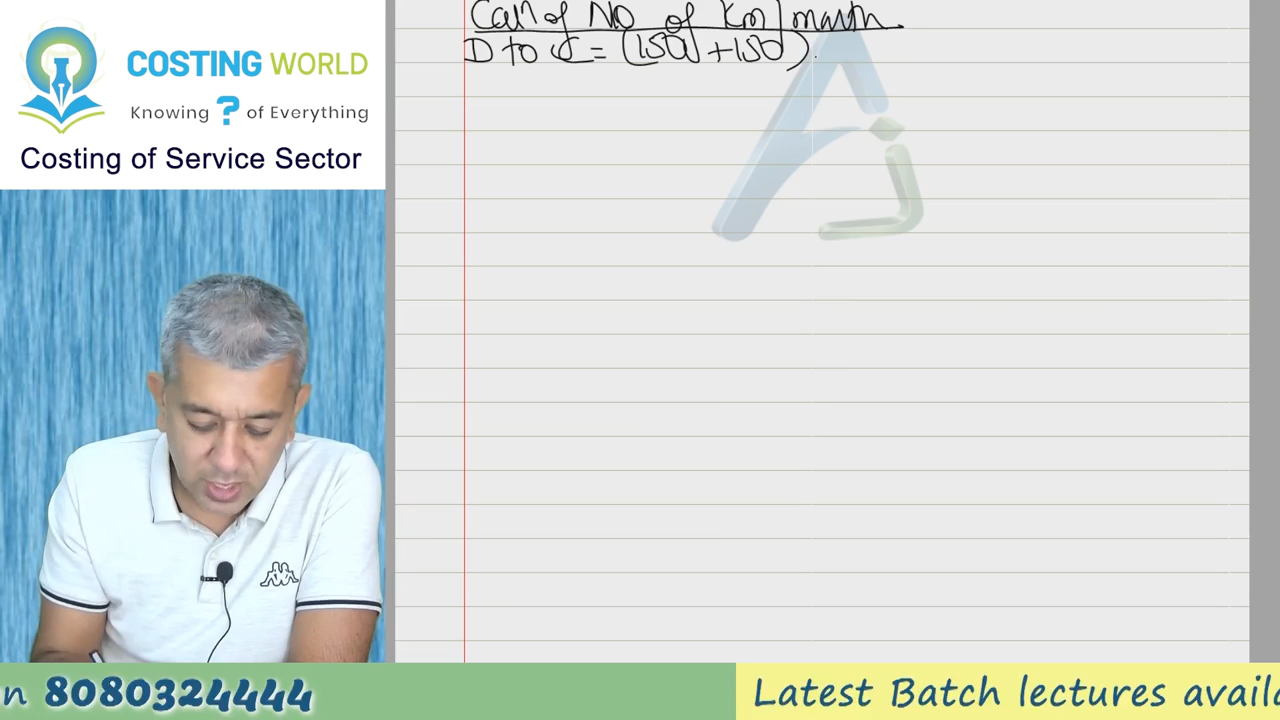 COSTING WORLD
Knowing ? of Everything
Costing of Service Sector
Caln of No of Km/month
D to C = (150 + 150)
n 8080324444
Latest Batch lectures availa